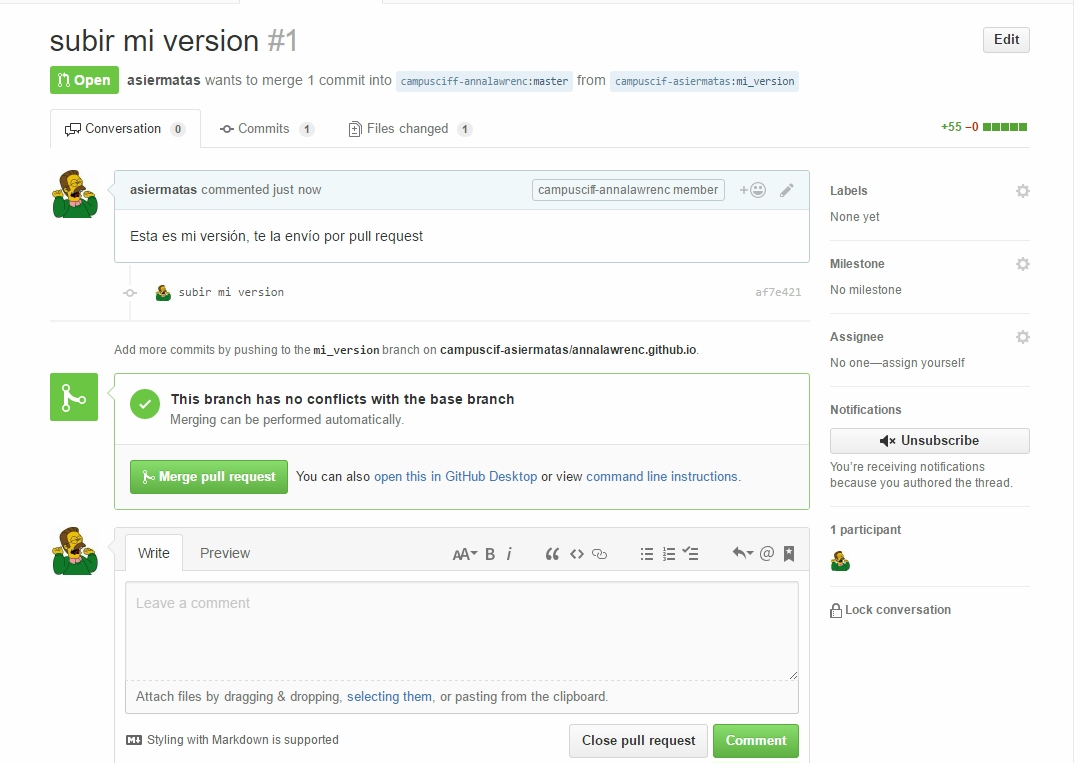 subir mi version #1
Edit
Open asiermatas wants to merge 1 commit into campusciff-annalawrenc:master from campuscif-asiermatas:mi_version
Conversation 0 Commits 1 Files changed 1
+55 −0
asiermatas commented just now campusciff-annalawrenc member
Esta es mi versión, te la envío por pull request
subir mi version af7e421
Add more commits by pushing to the mi_version branch on campuscif-asiermatas/annalawrenc.github.io.
This branch has no conflicts with the base branch
Merging can be performed automatically.
Merge pull request You can also open this in GitHub Desktop or view command line instructions.
Write Preview AA B i
Leave a comment
Attach files by dragging & dropping, selecting them, or pasting from the clipboard.
Styling with Markdown is supported
Close pull request Comment
Labels
None yet
Milestone
No milestone
Assignee
No one—assign yourself
Notifications
Unsubscribe
You’re receiving notifications
because you authored the thread.
1 participant
Lock conversation